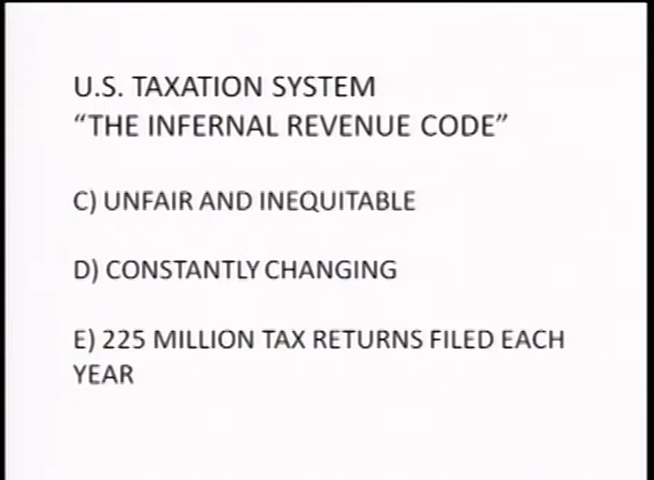 U.S. TAXATION SYSTEM
“THE INFERNAL REVENUE CODE”
C) UNFAIR AND INEQUITABLE
D) CONSTANTLY CHANGING
E) 225 MILLION TAX RETURNS FILED EACH
YEAR